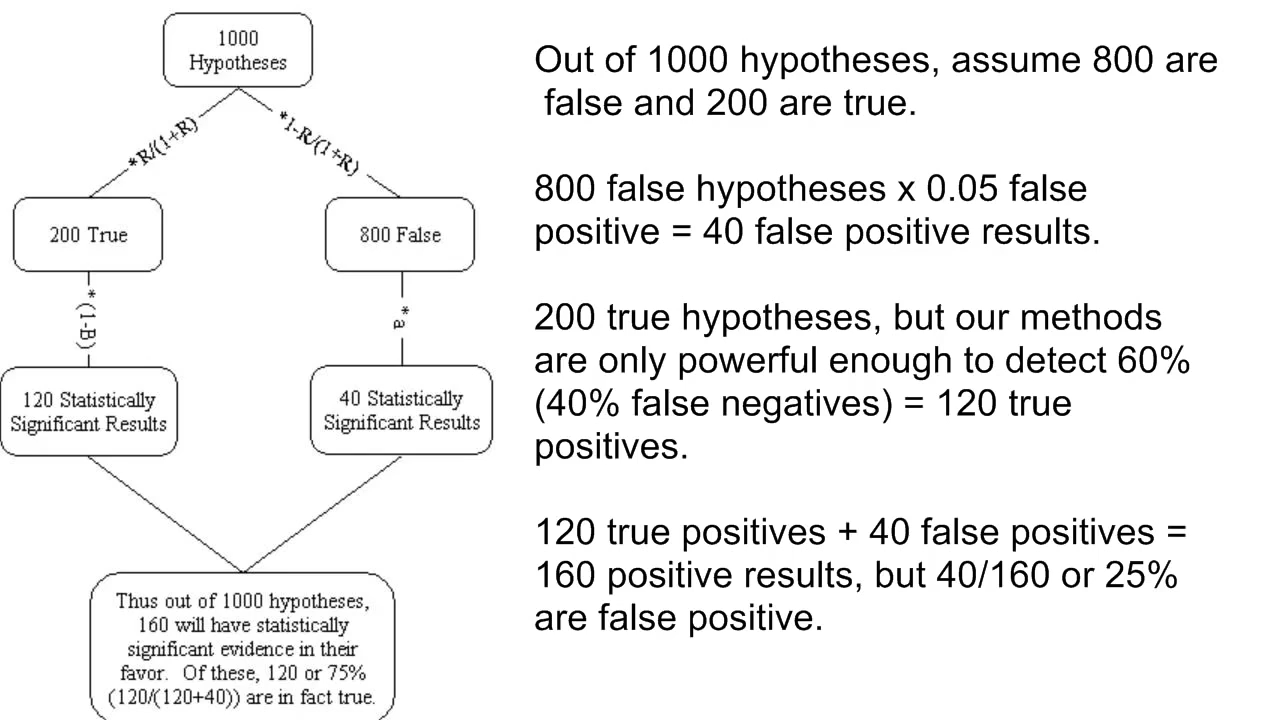 1000
Hypotheses
*R/(1+R)
*1-R/(1+R)
200 True
800 False
*(1-B)
*a
120 Statistically
Significant Results
40 Statistically
Significant Results
Thus out of 1000 hypotheses,
160 will have statistically
significant evidence in their
favor. Of these, 120 or 75%
(120/(120+40)) are in fact true.
Out of 1000 hypotheses, assume 800 are
false and 200 are true.
800 false hypotheses x 0.05 false
positive = 40 false positive results.
200 true hypotheses, but our methods
are only powerful enough to detect 60%
(40% false negatives) = 120 true
positives.
120 true positives + 40 false positives =
160 positive results, but 40/160 or 25%
are false positive.